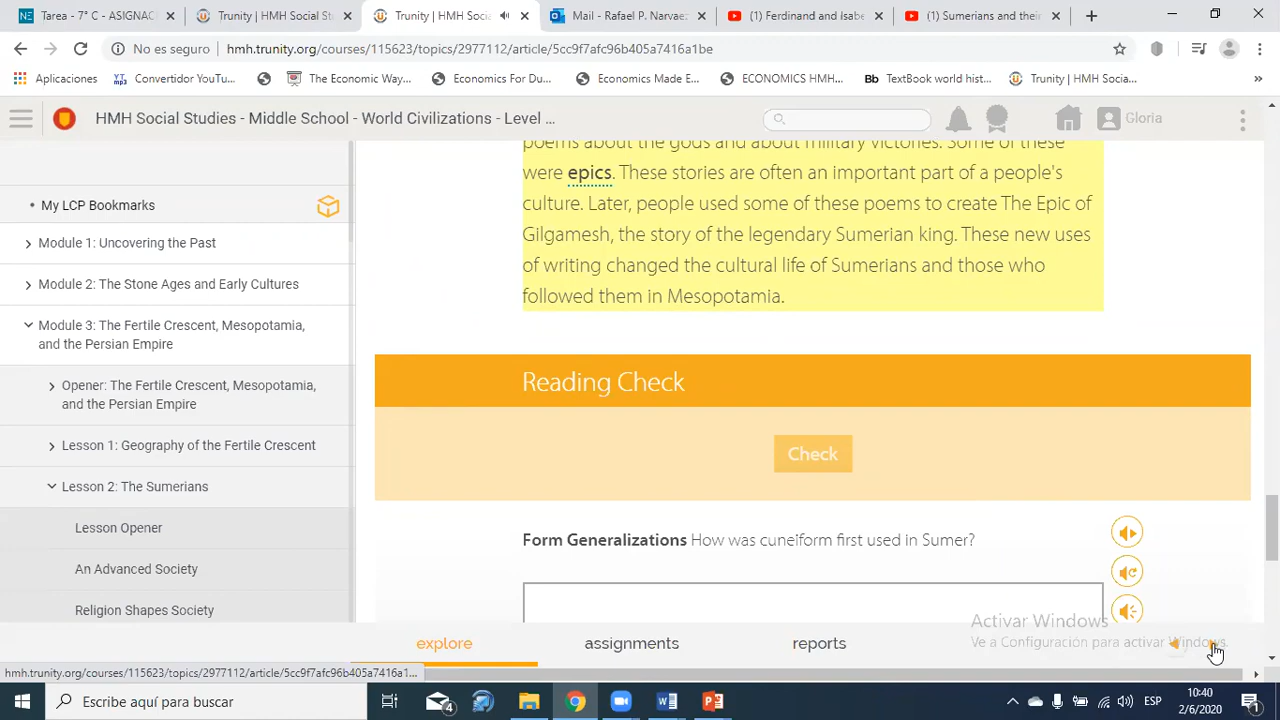 Tarea - 7° C - ASIGNAC
Trunity | HMH Social St
Trunity | HMH Soc
Mail - Rafael P. Narvaez
(1) Ferdinand and isabe
(1) Sumerians and their
No es seguro
hmh.trunity.org/courses/115623/topics/2977112/article/5cc9f7afc96b405a7416a1be
Aplicaciones
Convertidor YouTu...
The Economic Way...
Economics For Du...
Economics Made E...
ECONOMICS HMH...
Bb TextBook world hist...
Trunity | HMH Socia...
»
HMH Social Studies - Middle School - World Civilizations - Level ...
Gloria
• My LCP Bookmarks
Module 1: Uncovering the Past
Module 2: The Stone Ages and Early Cultures
Module 3: The Fertile Crescent, Mesopotamia,
and the Persian Empire
Opener: The Fertile Crescent, Mesopotamia,
and the Persian Empire
Lesson 1: Geography of the Fertile Crescent
Lesson 2: The Sumerians
Lesson Opener
An Advanced Society
Religion Shapes Society
poems about the gods and about military victories. Some of these
were epics. These stories are often an important part of a people's
culture. Later, people used some of these poems to create The Epic of
Gilgamesh, the story of the legendary Sumerian king. These new uses
of writing changed the cultural life of Sumerians and those who
followed them in Mesopotamia.
Reading Check
Check
Form Generalizations How was cuneiform first used in Sumer?
Activar Windows
Ve a Configuración para activar Windows.
explore
assignments
reports
hmh.trunity.org/courses/115623/topics/2977112/article/5cc9f7afc96b405a7416a1...
Escribe aquí para buscar
4
ESP
10:40
2/6/2020
1